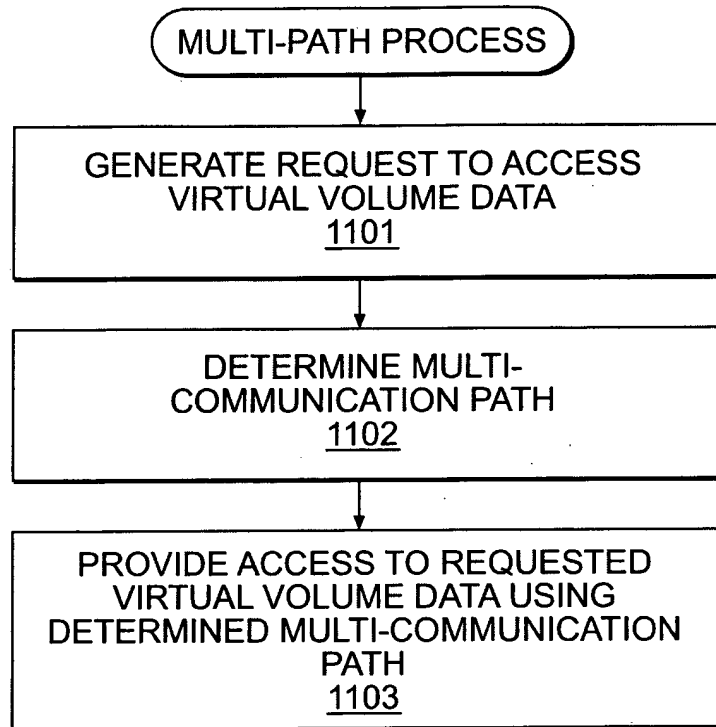 MULTI-PATH PROCESS
GENERATE REQUEST TO ACCESS
VIRTUAL VOLUME DATA
1101
DETERMINE MULTI-
COMMUNICATION PATH
1102
PROVIDE ACCESS TO REQUESTED
VIRTUAL VOLUME DATA USING
DETERMINED MULTI-COMMUNICATION
PATH
1103